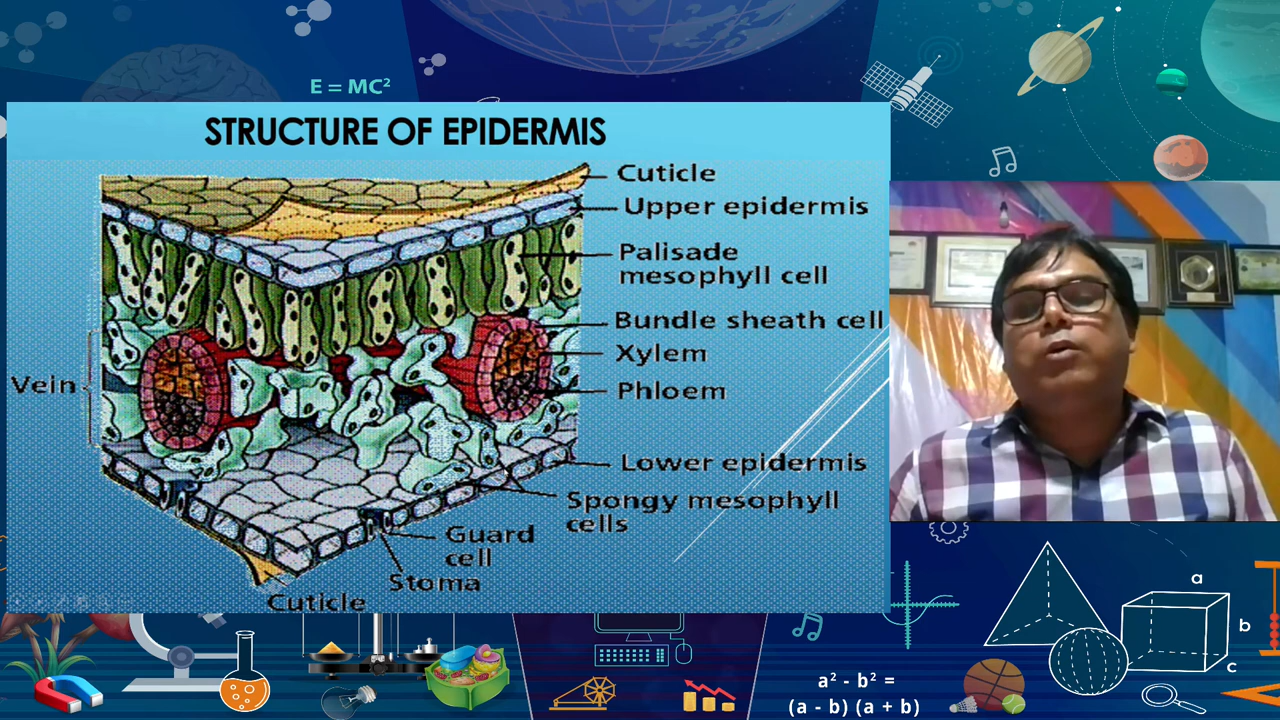 E = MC²
STRUCTURE OF EPIDERMIS
Cuticle
Upper epidermis
Palisade
mesophyll cell
Bundle sheath cell
Xylem
Phloem
Vein
Lower epidermis
Spongy mesophyll
cells
Guard
cell
Stoma
Cuticle
a
b
c
a² - b² =
(a - b) (a + b)